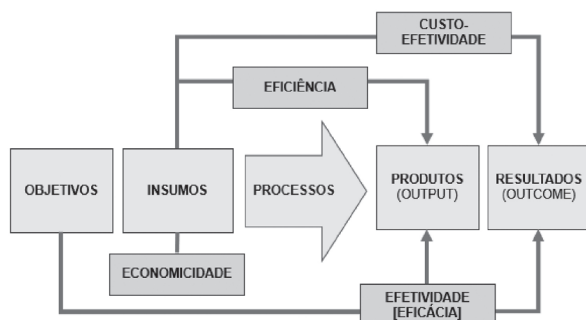 CUSTO-
EFETIVIDADE
EFICIÊNCIA
OBJETIVOS
INSUMOS
PROCESSOS
PRODUTOS
(OUTPUT)
RESULTADOS
(OUTCOME)
ECONOMICIDADE
EFETIVIDADE
[EFICÁCIA]